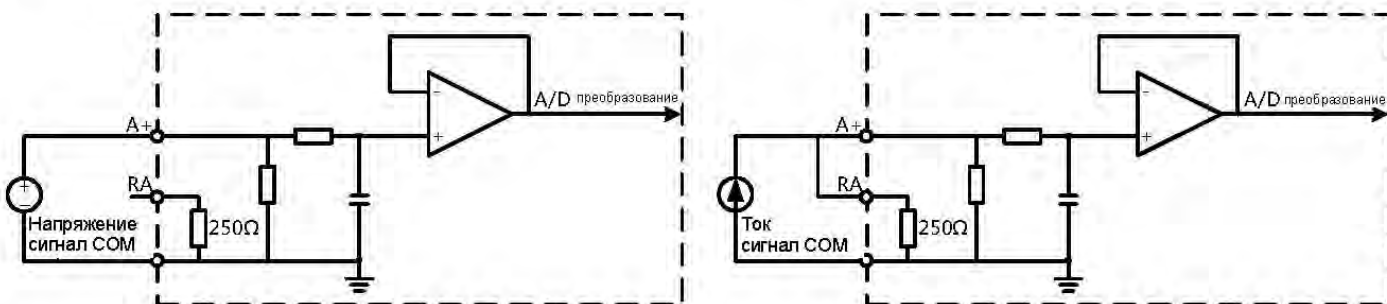 A/D преобразование
A+
RA
+
-
-
+
Напряжение
сигнал COM
250Ω
A/D преобразование
A+
RA
-
+
Ток
сигнал COM
250Ω